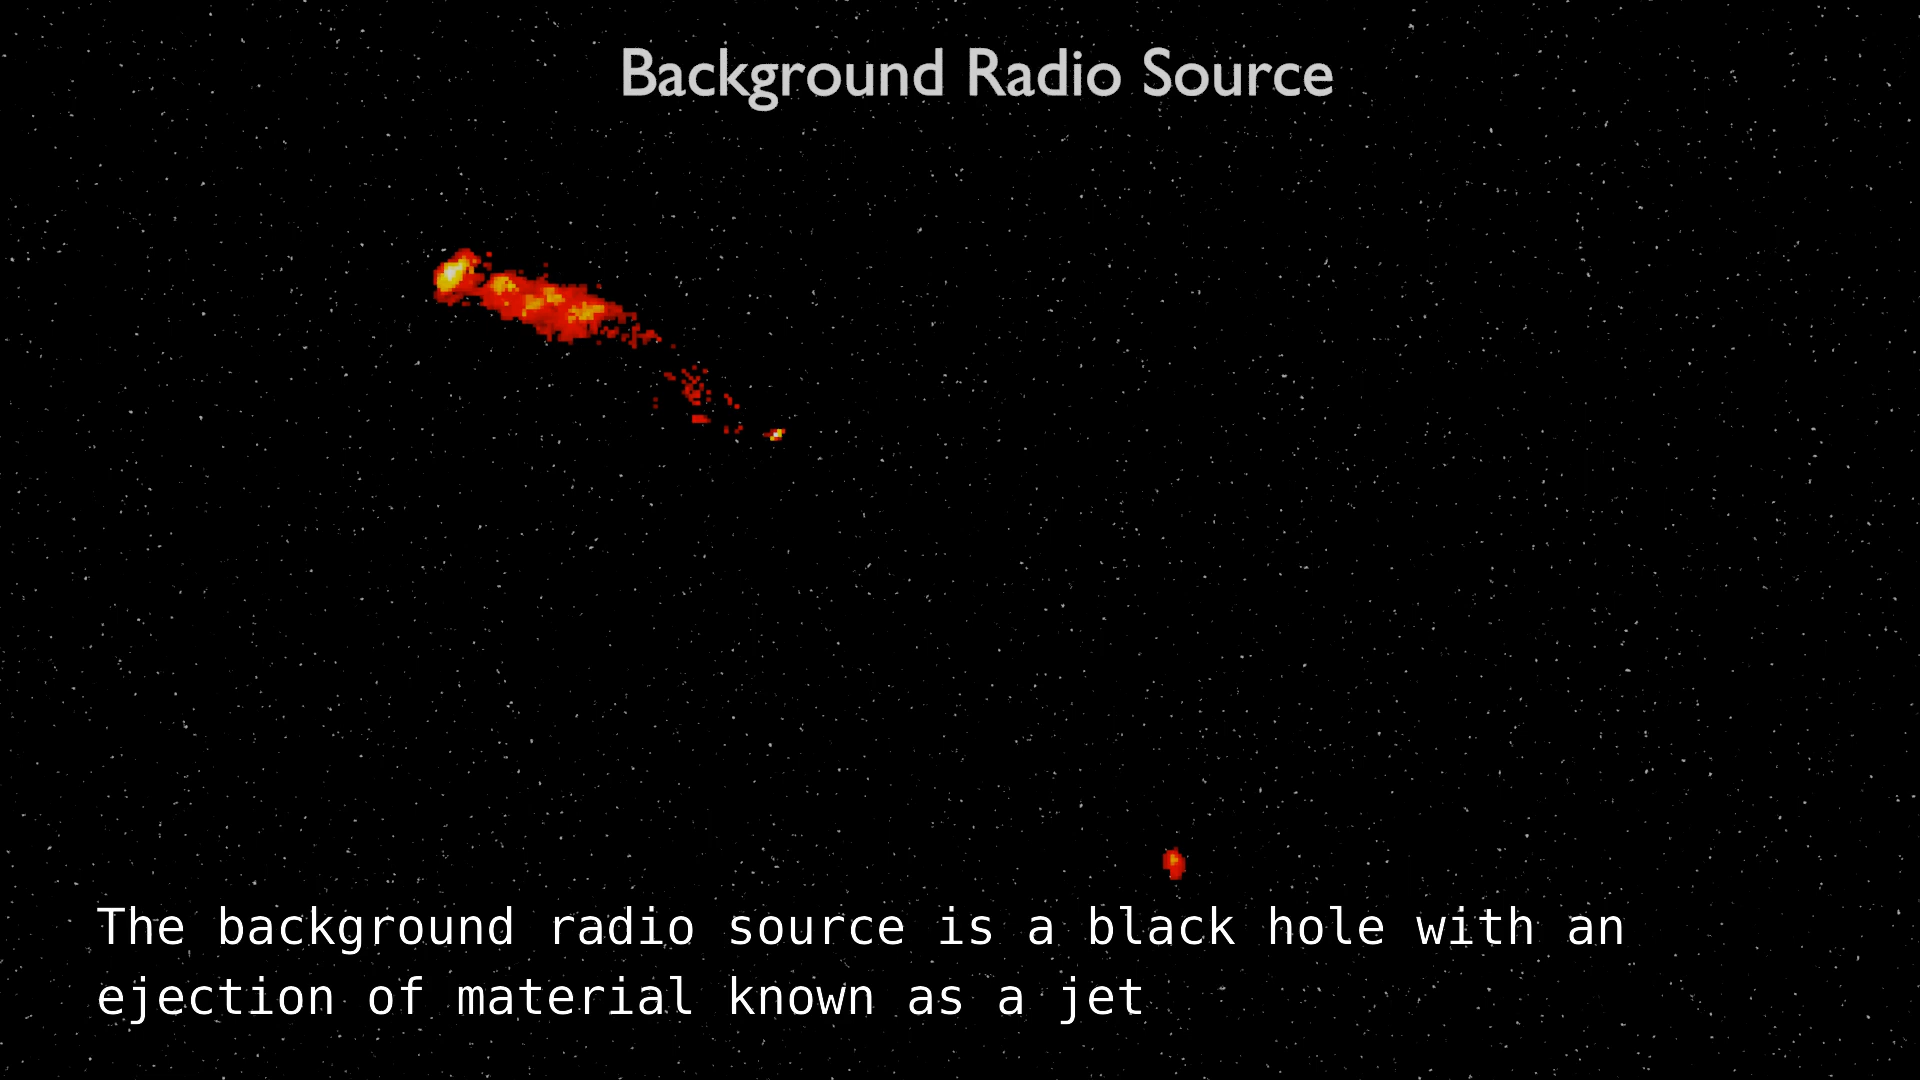 Background Radio Source
The background radio source is a black hole with an
ejection of material known as a jet